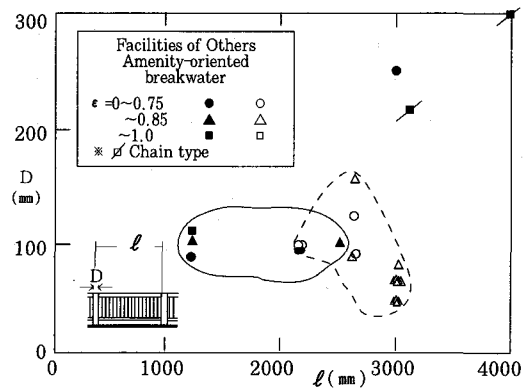 300
200
100
0
D
(mm)
Facilities of Others
Amenity-oriented
breakwater
ε =0~0.75 ● ○
~0.85 ▲ △
~1.0 ■ □
※ Chain type
ℓ
D
0 1000 2000 3000 4000
ℓ (mm)